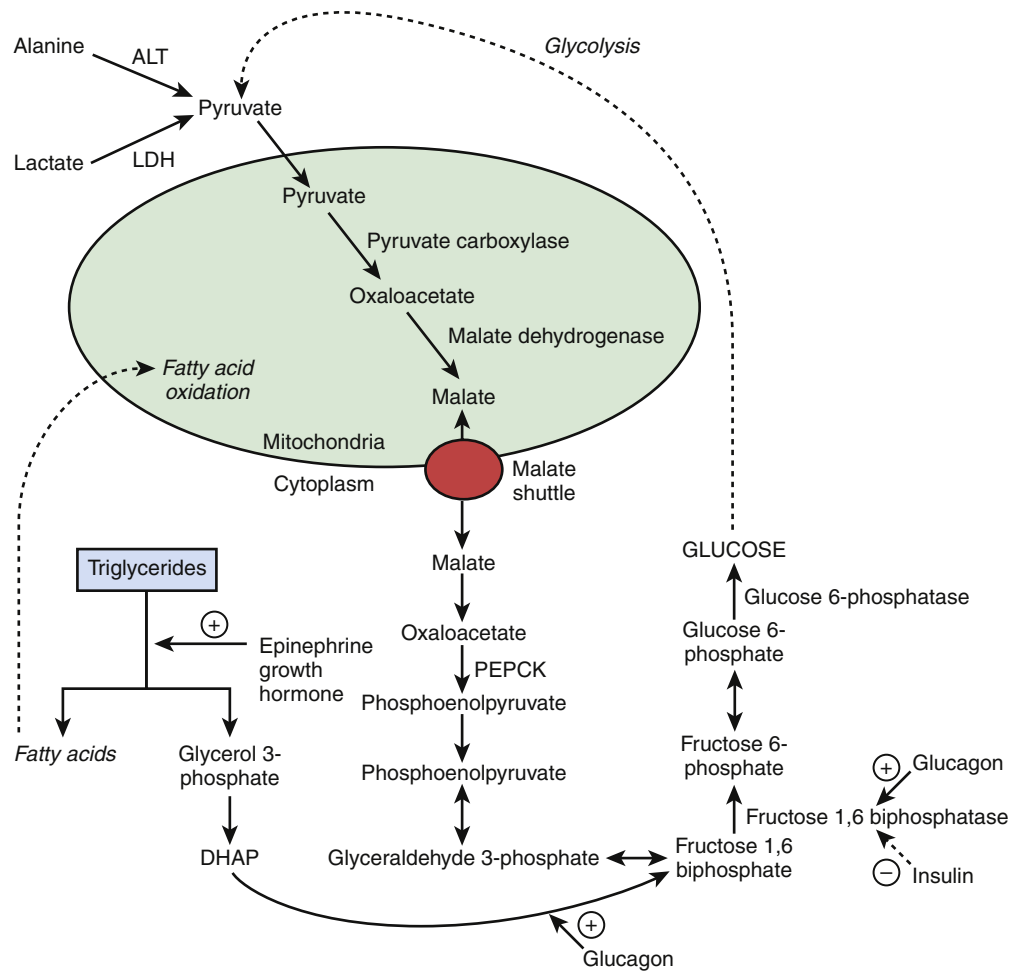 Alanine
ALT
Glycolysis
Pyruvate
Lactate
LDH
Pyruvate
Pyruvate carboxylase
Oxaloacetate
Malate dehydrogenase
Fatty acid
oxidation
Malate
Mitochondria
Cytoplasm
Malate
shuttle
Triglycerides
Malate
GLUCOSE
Glucose 6-phosphatase
+
Epinephrine
growth
hormone
Oxaloacetate
PEPCK
Phosphoenolpyruvate
Glucose 6-
phosphate
Fatty acids
Glycerol 3-
phosphate
Phosphoenolpyruvate
Fructose 6-
phosphate
+
Glucagon
Fructose 1,6 biphosphatase
DHAP
Glyceraldehyde 3-phosphate
Fructose 1,6
biphosphate
−
Insulin
+
Glucagon